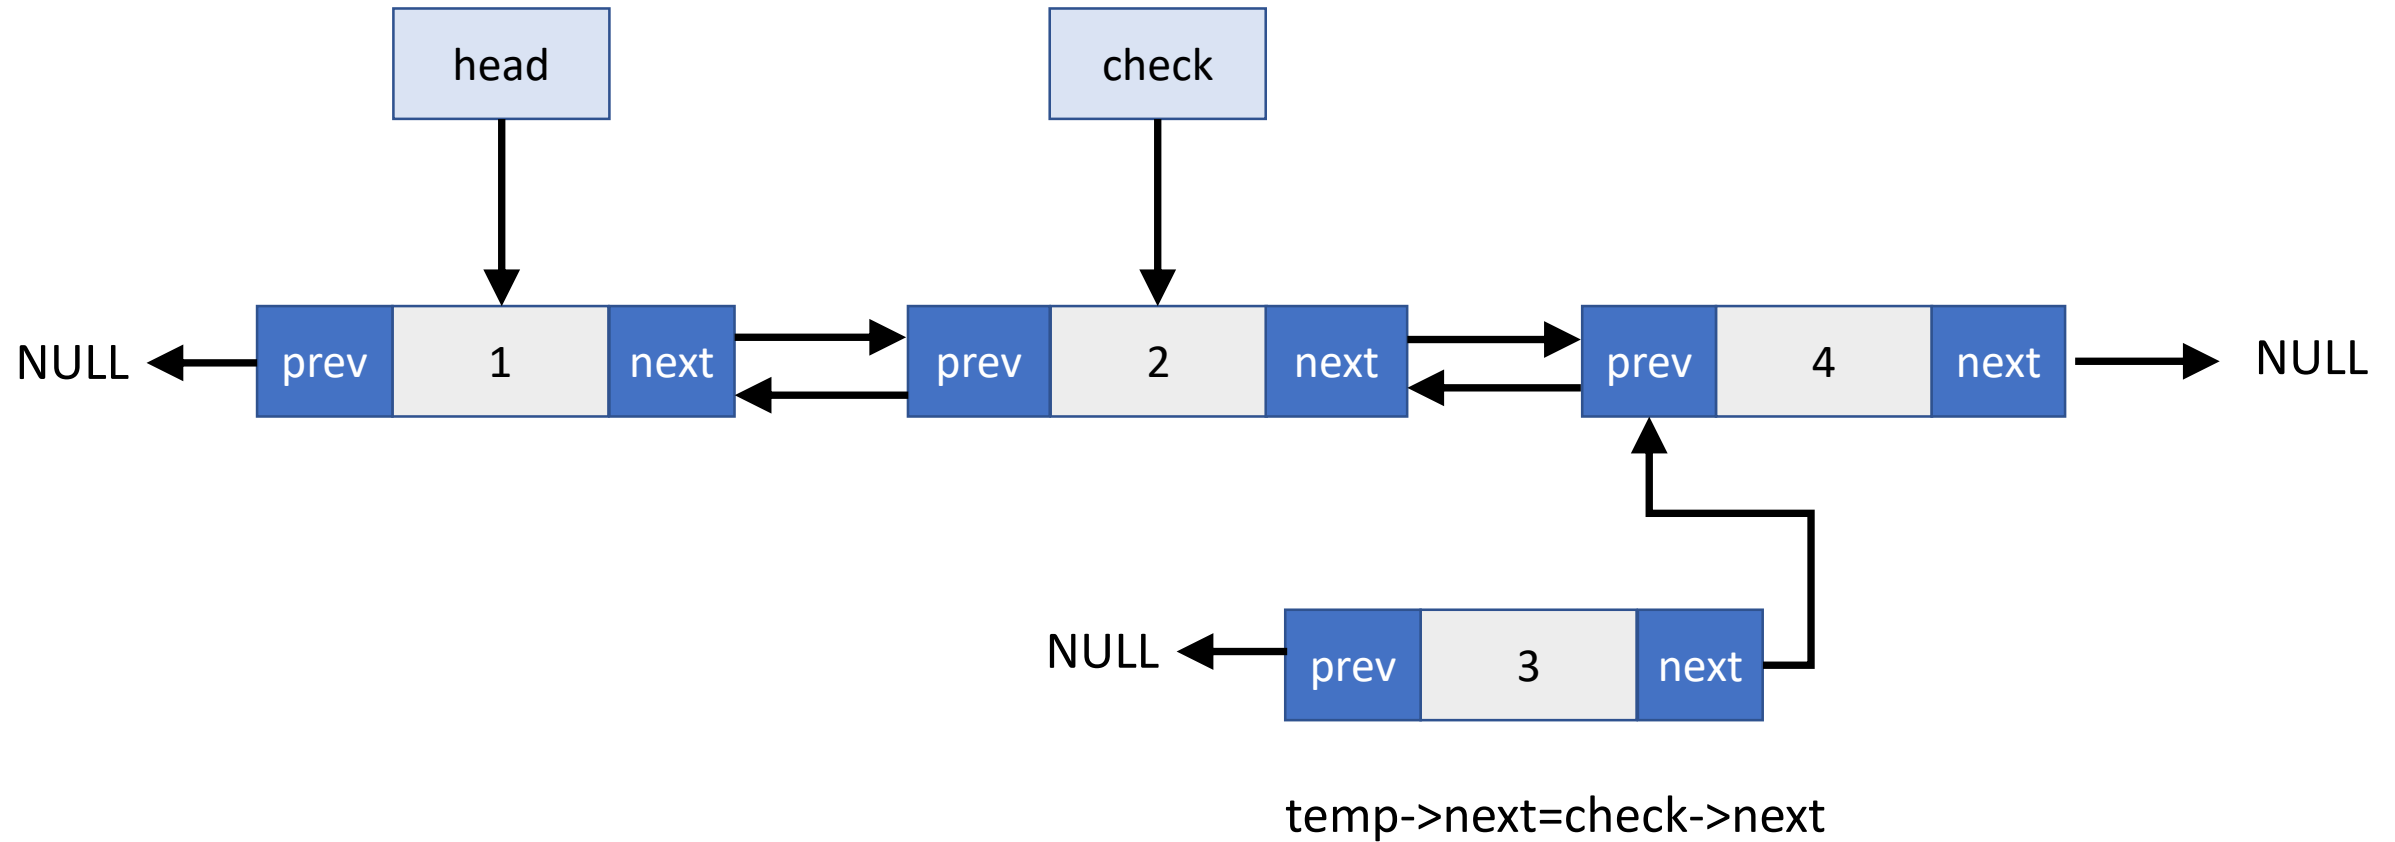 head
check
NULL
prev
1
next
prev
2
next
prev
4
next
NULL
NULL
prev
3
next
temp->next=check->next